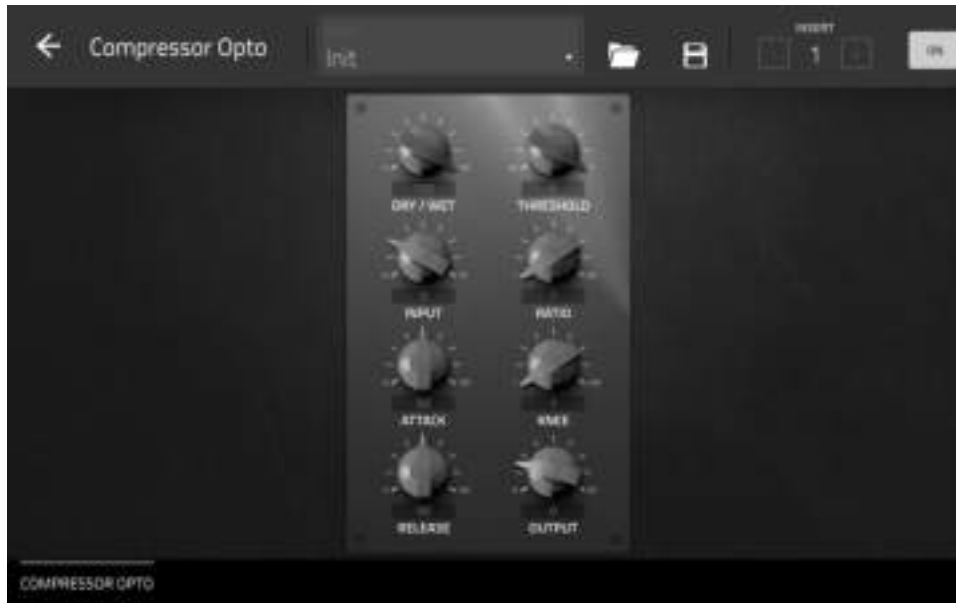 Compressor Opto
Init
INSERT
1
ON
DRY / WET
THRESHOLD
INPUT
RATIO
ATTACK
KNEE
RELEASE
OUTPUT
COMPRESSOR OPTO